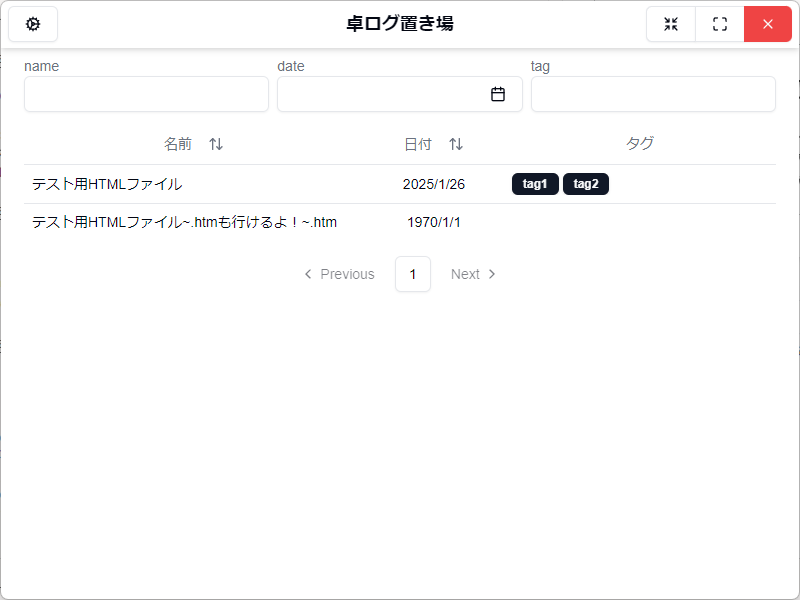 卓ログ置き場
name date tag
名前 日付 タグ
テスト用HTMLファイル 2025/1/26 tag1 tag2
テスト用HTMLファイル~.htmも行けるよ！~.htm 1970/1/1
Previous 1 Next